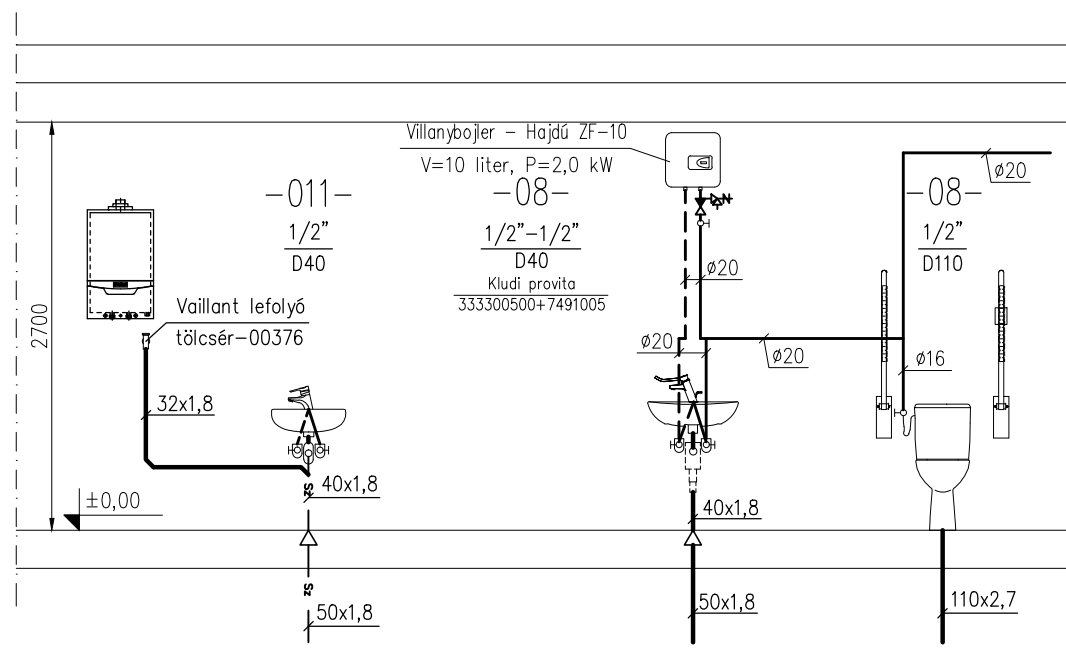 Villanybojler - Hajdú ZF-10
V=10 liter, P=2,0 kW
ø20
-011-
1/2"
D40
-08-
1/2"-1/2"
D40
Kludi provita
333300500+7491005
-08-
1/2"
D110
ø20
2700
Vaillant lefolyó
tölcsér-00376
ø20
ø20
ø16
32x1,8
Sz
40x1,8
40x1,8
±0,00
Sz
50x1,8
50x1,8
110x2,7